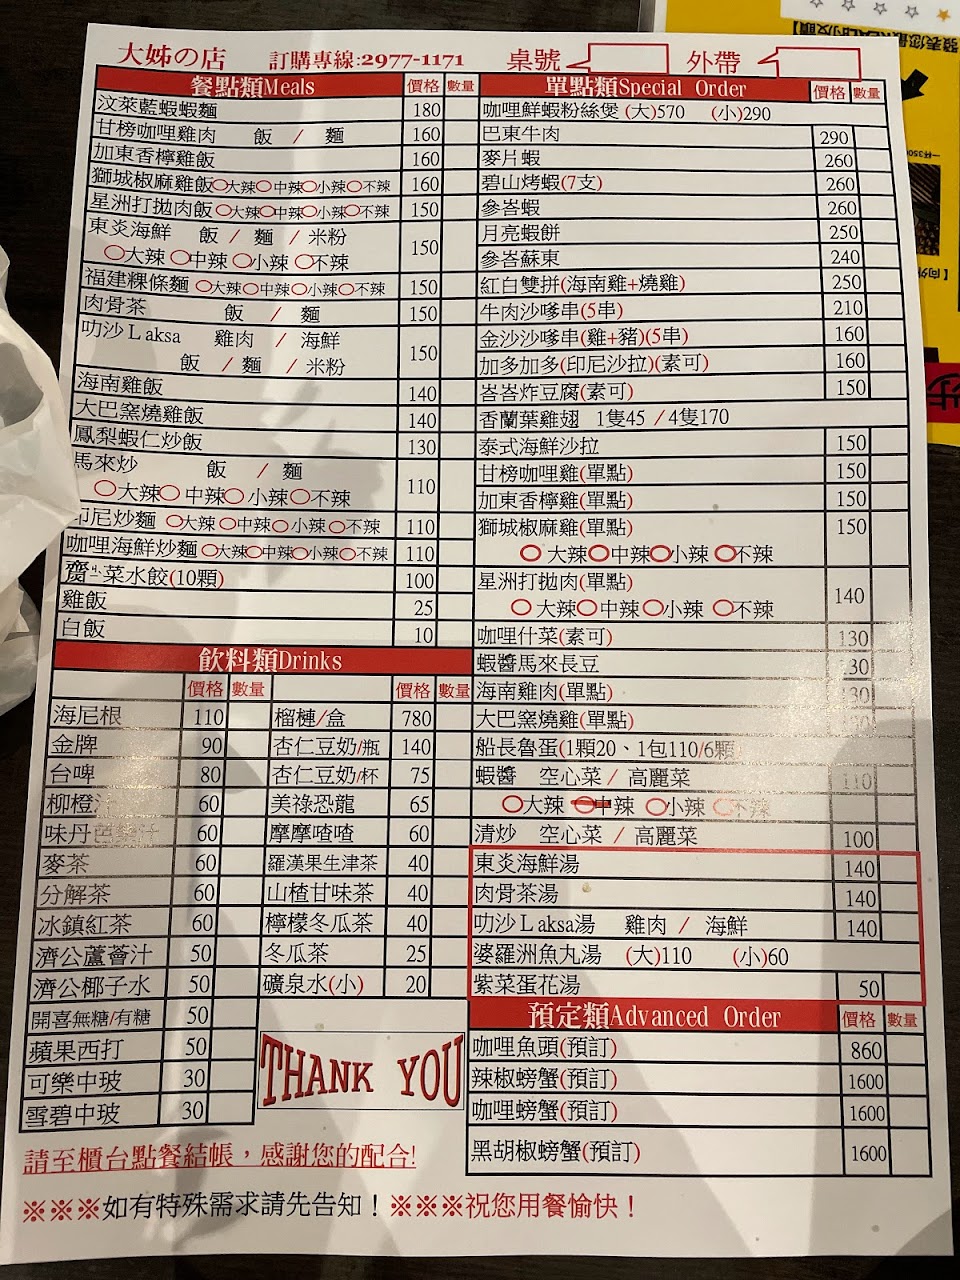 大姊の店 訂購專線:2977-1171 桌號 外帶
餐點類Meals 價格 數量
汶萊藍蝦蝦麵 180
甘榜咖哩雞肉 飯 / 麵 160
加東香檸雞飯 160
獅城椒麻雞飯○大辣○中辣○小辣○不辣 160
星洲打拋肉飯○大辣○中辣○小辣○不辣 150
東炎海鮮 飯 / 麵 / 米粉 150
○大辣○中辣○小辣○不辣
福建粿條麵○大辣○中辣○小辣○不辣 150
肉骨茶 飯 / 麵 150
叻沙Laksa 雞肉 / 海鮮 150
飯 / 麵 / 米粉
海南雞飯 140
大巴窯燒雞飯 140
鳳梨蝦仁炒飯 130
馬來炒 飯 / 麵 110
○大辣○中辣○小辣○不辣
印尼炒麵○大辣○中辣○小辣○不辣 110
咖哩海鮮炒麵○大辣○中辣○小辣○不辣 110
菜水餃(10顆) 100
雞飯 25
白飯 10
飲料類Drinks
價格 數量 價格 數量
海尼根 110 榴槤/盒 780
金牌 90 杏仁豆奶/瓶 140
台啤 80 杏仁豆奶/杯 75
柳橙汁 60 美祿恐龍 65
味丹 60 摩摩喳喳 60
麥茶 60 羅漢果生津茶 40
分解茶 60 山楂甘味茶 40
冰鎮紅茶 60 檸檬冬瓜茶 40
濟公蘆薈汁 50 冬瓜茶 25
濟公椰子水 50 礦泉水(小) 20
開喜無糖/有糖 50
蘋果西打 50
可樂中玻 30
雪碧中玻 30
THANK YOU
單點類Special Order 價格 數量
咖哩鮮蝦粉絲煲 (大)570 (小)290
巴東牛肉 290
麥片蝦 260
碧山烤蝦(7支) 260
參峇蝦 260
月亮蝦餅 250
參峇蘇東 240
紅白雙拼(海南雞+燒雞) 250
牛肉沙嗲串(5串) 210
金沙沙嗲串(雞+豬)(5串) 160
加多加多(印尼沙拉)(素可) 160
峇峇炸豆腐(素可) 150
香蘭葉雞翅 1隻45 / 4隻170
泰式海鮮沙拉 150
甘榜咖哩雞(單點) 150
加東香檸雞(單點) 150
獅城椒麻雞(單點) 150
○大辣○中辣○小辣○不辣
星洲打拋肉(單點) 140
○大辣○中辣○小辣○不辣
咖哩什菜(素可) 130
蝦醬馬來長豆 130
海南雞肉(單點) 130
大巴窯燒雞(單點)
船長魯蛋(1顆20、1包110/6顆)
蝦醬 空心菜 / 高麗菜 110
○大辣○中辣○小辣○不辣
清炒 空心菜 / 高麗菜 100
東炎海鮮湯 140
肉骨茶湯 140
叻沙Laksa湯 雞肉 / 海鮮 140
婆羅洲魚丸湯 (大)110 (小)60
紫菜蛋花湯 50
預定類Advanced Order 價格 數量
咖哩魚頭(預訂) 860
辣椒螃蟹(預訂) 1600
咖哩螃蟹(預訂) 1600
黑胡椒螃蟹(預訂) 1600
請至櫃台點餐結帳，感謝您的配合!
※※※如有特殊需求請先告知！※※※祝您用餐愉快！